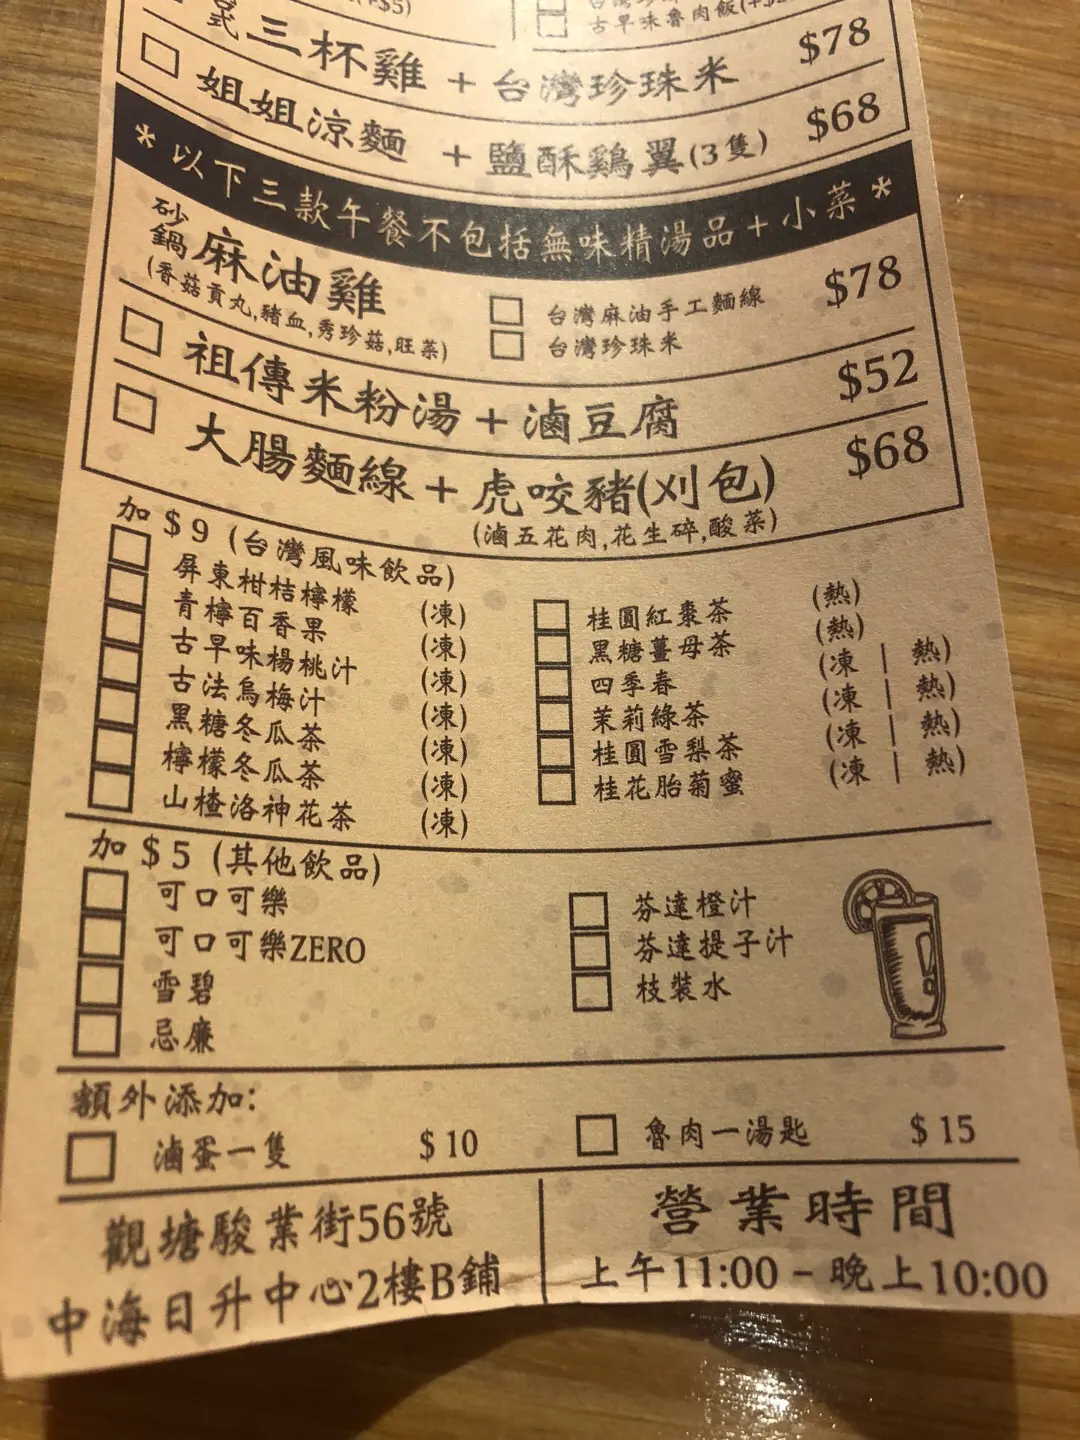 (+$5)
古早味魯肉飯(+$
台式三杯雞 + 台灣珍珠米 $78
姐姐涼麵 + 鹽酥鷄翼(3隻) $68
*以下三款午餐不包括無味精湯品+小菜*
砂鍋麻油雞 $78
(香菇貢丸,豬血,秀珍菇,旺菜)
台灣麻油手工麵線
台灣珍珠米
祖傳米粉湯 + 滷豆腐 $52
大腸麵線 + 虎咬豬(刈包) $68
(滷五花肉,花生碎,酸菜)
加 $9 (台灣風味飲品)
屏東柑桔檸檬 (凍)
青檸百香果 (凍)
古早味楊桃汁 (凍)
古法烏梅汁 (凍)
黑糖冬瓜茶 (凍)
檸檬冬瓜茶 (凍)
山楂洛神花茶 (凍)
桂圓紅棗茶 (熱)
黑糖薑母茶 (熱)
四季春 (凍 | 熱)
茉莉綠茶 (凍 | 熱)
桂圓雪梨茶 (凍 | 熱)
桂花胎菊蜜 (凍 | 熱)
加 $5 (其他飲品)
可口可樂
可口可樂ZERO
雪碧
忌廉
芬達橙汁
芬達提子汁
枝裝水
額外添加:
滷蛋一隻 $10
魯肉一湯匙 $15
觀塘駿業街56號
中海日升中心2樓B鋪
營業時間
上午11:00 – 晚上10:00